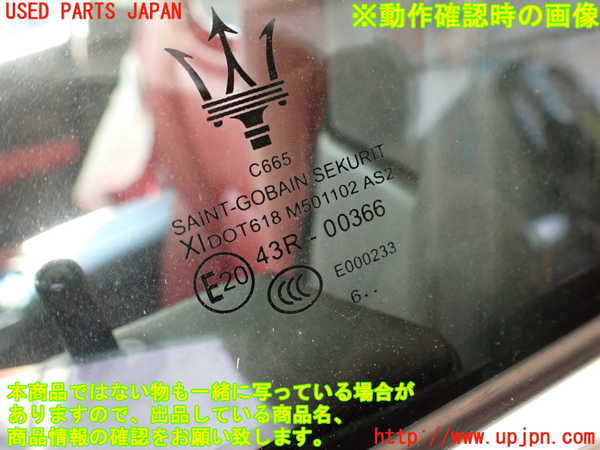 USED PARTS JAPAN
※動作確認時の画像
C665
SAINT-GOBAIN SEKURIT
XI DOT618 M501102 AS2
E20 43R - 00366
CCC E000233
6..
本商品ではない物も一緒に写っている場合が
ありますので、出品している商品名、
商品情報の確認をお願い致します。
http://www.upjpn.com/